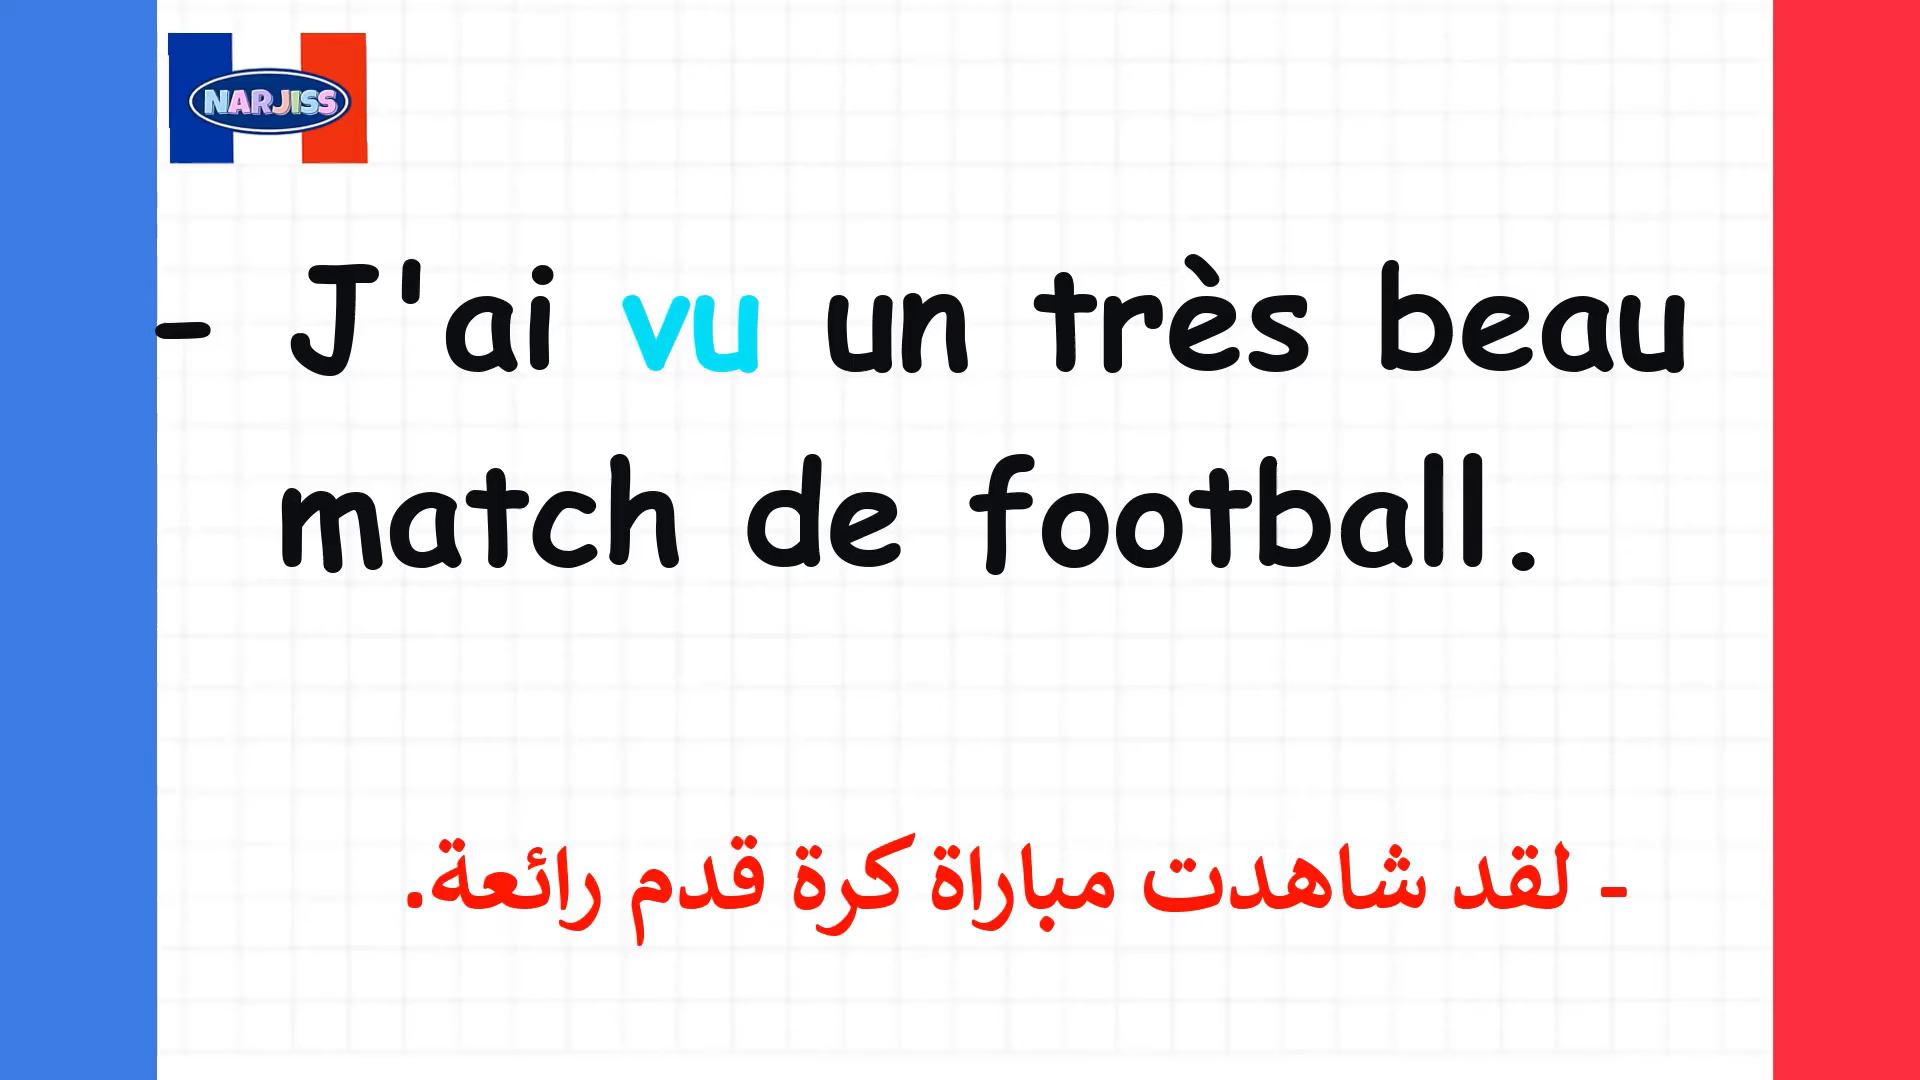 NARJISS
- J'ai vu un très beau
match de football.
- لقد شاهدت مباراة كرة قدم رائعة.